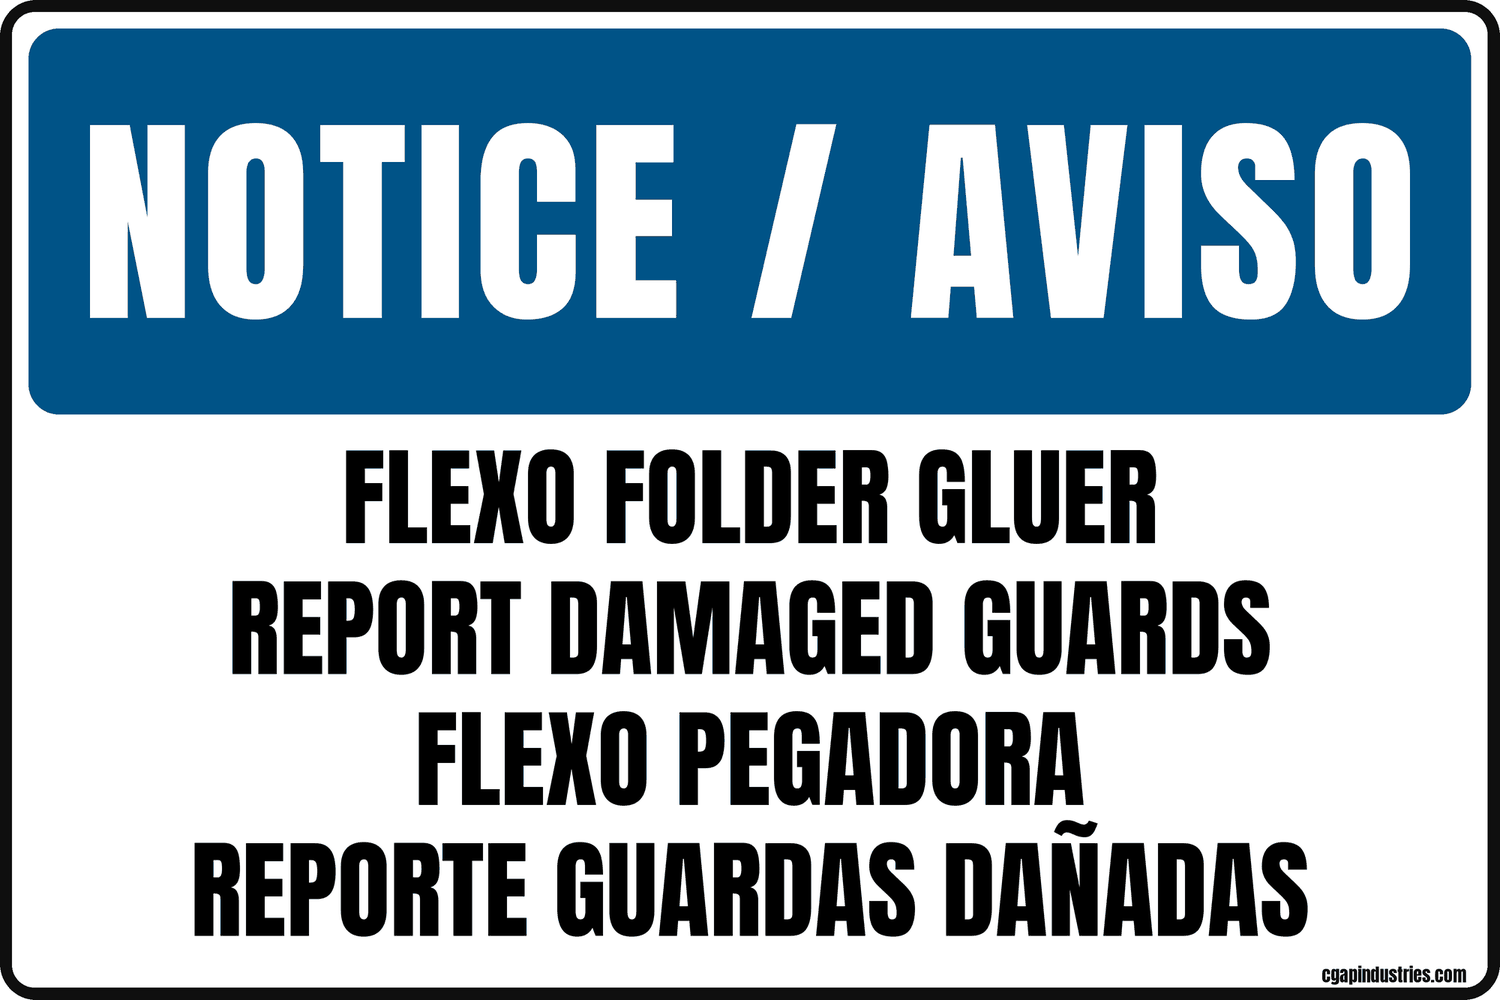 NOTICE / AVISO
FLEXO FOLDER GLUER
REPORT DAMAGED GUARDS
FLEXO PEGADORA
REPORTE GUARDAS DAÑADAS
cgapindustries.com